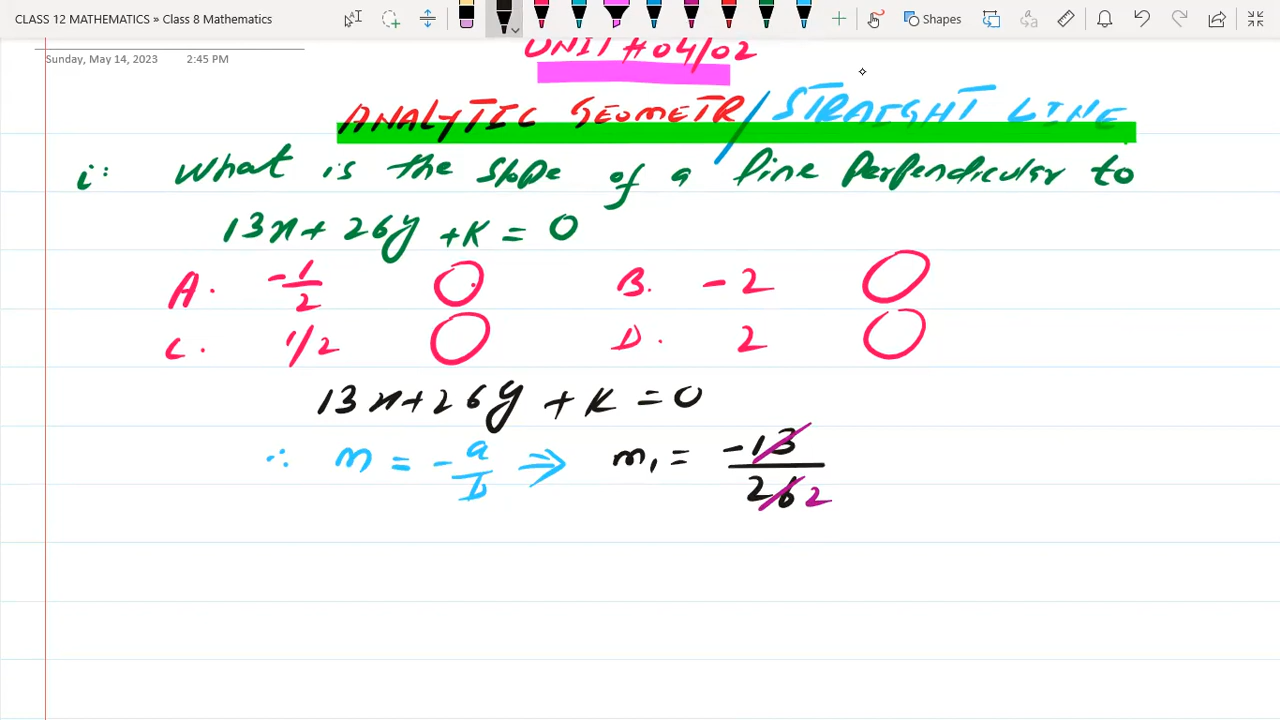 CLASS 12 MATHEMATICS » Class 8 Mathematics
Shapes
UNIT #04/02
Sunday, May 14, 2023 2:45 PM
ANALYTIC GEOMETR/STRAIGHT LINE
i: What is the slope of a line perpendicular to
13x+26y+K=0
A. -1/2 B. -2
C. 1/2 D. 2
13x+26y+K=0
∴ m = -a/b ⇒ m₁ = -13/26 2